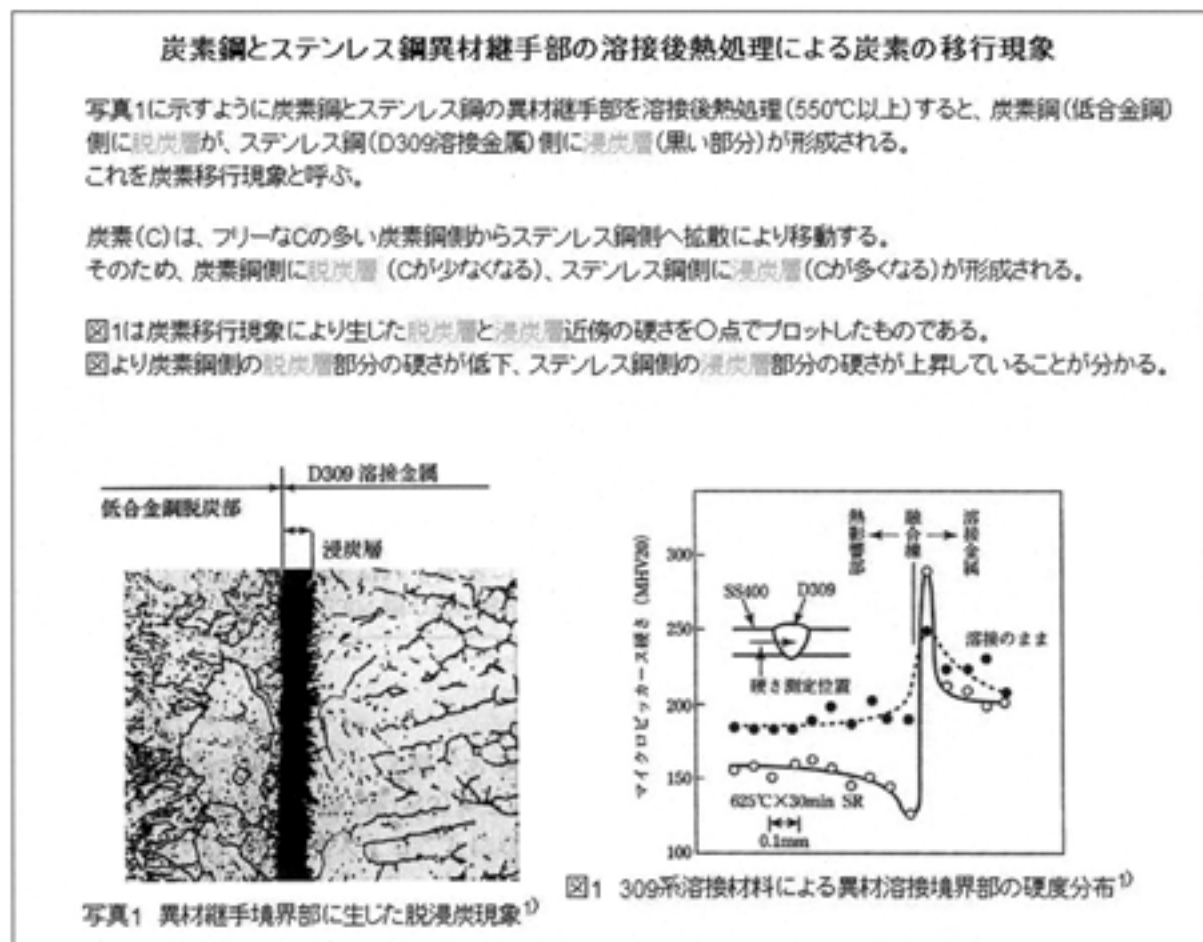 炭素鋼とステンレス鋼異材継手部の溶接後熱処理による炭素の移行現象
写真1に示すように炭素鋼とステンレス鋼の異材継手部を溶接後熱処理(550℃以上)すると、炭素鋼(低合金鋼)
側に脱炭層が、ステンレス鋼(D309溶接金属)側に浸炭層(黒い部分)が形成される。
これを炭素移行現象と呼ぶ。
炭素(C)は、フリーなCの多い炭素鋼側からステンレス鋼側へ拡散により移動する。
そのため、炭素鋼側に脱炭層 (Cが少なくなる)、ステンレス鋼側に浸炭層(Cが多くなる)が形成される。
図1は炭素移行現象により生じた脱炭層と浸炭層近傍の硬さを〇点でプロットしたものである。
図より炭素鋼側の脱炭層部分の硬さが低下、ステンレス鋼側の浸炭層部分の硬さが上昇していることが分かる。
D309 溶接金属
低合金鋼脱炭部
浸炭層
写真1 異材継手境界部に生じた脱浸炭現象1)
マイクロビッカース硬さ (MHV20)
300
250
200
150
100
熱影響部
融合線
溶接金属
SS400
D309
硬さ測定位置
溶接のまま
625℃×30min SR
0.1mm
図1 309系溶接材料による異材溶接境界部の硬度分布1)